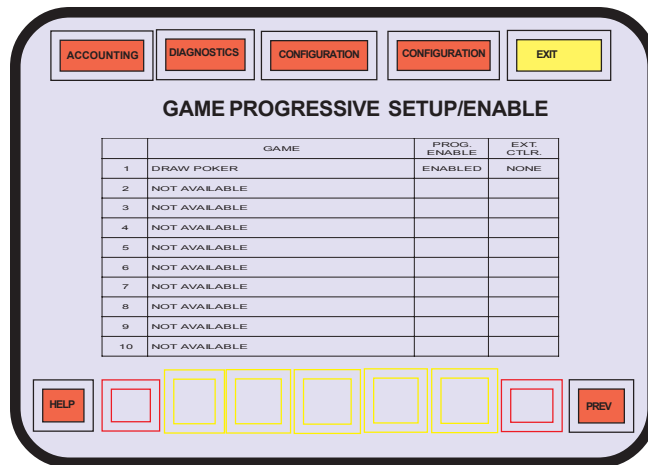 ACCOUNTING DIAGNOSTICS CONFIGURATION CONFIGURATION EXIT
GAME PROGRESSIVE SETUP/ENABLE
GAME PROG. ENABLE EXT. CTLR.
1 DRAW POKER ENABLED NONE
2 NOT AVAILABLE
3 NOT AVAILABLE
4 NOT AVAILABLE
5 NOT AVAILABLE
6 NOT AVAILABLE
7 NOT AVAILABLE
8 NOT AVAILABLE
9 NOT AVAILABLE
10 NOT AVAILABLE
HELP PREV